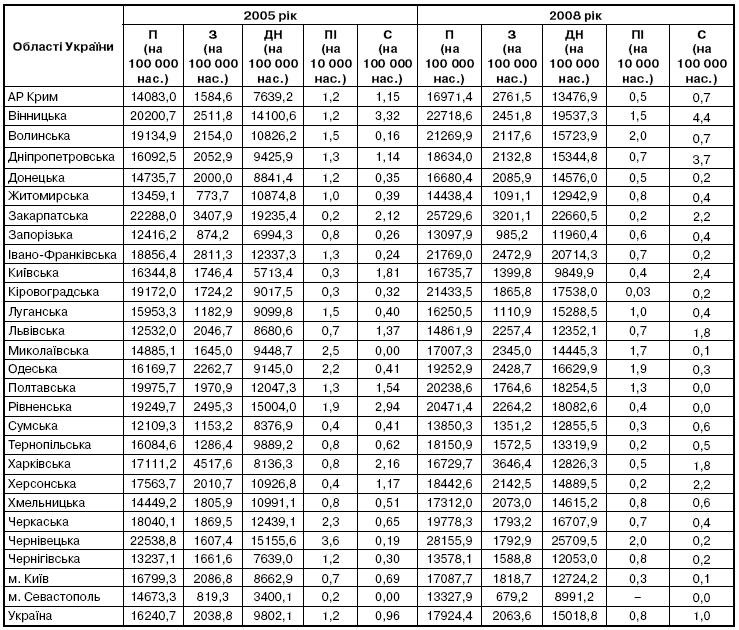 Області України 2005 рік 2008 рік
П (на 100 000 нас.) З (на 100 000 нас.) ДН (на 100 000 нас.) ПІ (на 10 000 нас.) С (на 100 000 нас.) П (на 100 000 нас.) З (на 100 000 нас.) ДН (на 100 000 нас.) ПІ (на 10 000 нас.) С (на 100 000 нас.)
АР Крим 14083,0 1584,6 7639,2 1,2 1,15 16971,4 2761,5 13476,9 0,5 0,7
Вінницька 20200,7 2511,8 14100,6 1,2 3,32 22718,6 2451,8 19537,3 1,5 4,4
Волинська 19134,9 2154,0 10826,2 1,5 0,16 21269,9 2117,6 15723,9 2,0 0,7
Дніпропетровська 16092,5 2052,9 9425,9 1,3 1,14 18634,0 2132,8 15344,8 0,7 3,7
Донецька 14735,7 2000,0 8841,4 1,2 0,35 16680,4 2085,9 14576,0 0,5 0,2
Житомирська 13459,1 773,7 10874,8 1,0 0,39 14438,4 1091,1 12942,9 0,8 0,4
Закарпатська 22288,0 3407,9 19235,4 0,2 2,12 25729,6 3201,1 22660,5 0,2 2,2
Запорізька 12416,2 874,2 6994,3 0,8 0,26 13097,9 985,2 11960,4 0,6 0,4
Івано-Франківська 18856,4 2811,3 12337,3 1,3 0,24 21769,0 2472,9 20714,3 0,7 0,2
Київська 16344,8 1746,4 5713,4 0,3 1,81 16735,7 1399,8 9849,9 0,4 2,4
Кіровоградська 19172,0 1724,2 9017,5 0,3 0,32 21433,5 1865,8 17538,0 0,03 0,2
Луганська 15953,3 1182,9 9099,8 1,5 0,40 16250,5 1110,9 15288,5 1,0 0,4
Львівська 12532,0 2046,7 8680,6 0,7 1,37 14861,9 2257,4 12352,1 0,7 1,8
Миколаївська 14885,1 1645,0 9448,7 2,5 0,00 17007,3 2345,0 14445,3 1,7 0,1
Одеська 16169,7 2262,7 9145,0 2,2 0,41 19252,9 2428,7 16629,9 1,9 0,3
Полтавська 19975,7 1970,9 12047,3 1,3 1,54 20238,6 1764,6 18254,5 1,3 0,0
Рівненська 19249,7 2495,3 15004,0 1,9 2,94 20471,4 2264,2 18082,6 0,4 0,0
Сумська 12109,3 1153,2 8376,9 0,4 0,41 13850,3 1351,2 12855,5 0,3 0,6
Тернопільська 16084,6 1286,4 9889,2 0,8 0,62 18150,9 1572,5 13319,9 0,2 0,5
Харківська 17111,2 4517,6 8136,3 0,8 2,16 16729,7 3646,4 12826,3 0,5 1,8
Херсонська 17563,7 2010,7 10926,8 0,4 1,17 18442,6 2142,5 14889,5 0,2 2,2
Хмельницька 14449,2 1805,9 10991,1 0,8 0,51 17312,0 2073,0 14615,2 0,8 0,6
Черкаська 18040,1 1869,5 12439,1 2,3 0,65 19778,3 1793,2 16707,9 0,7 0,4
Чернівецька 22538,8 1607,4 15155,6 3,6 0,19 28155,9 1792,9 25709,5 2,0 0,2
Чернігівська 13237,1 1661,6 7639,0 1,2 0,30 13578,1 1588,8 12053,0 0,8 0,2
м. Київ 16799,3 2086,8 8662,9 0,7 0,69 17087,7 1818,7 12724,2 0,3 0,1
м. Севастополь 14673,3 819,3 3400,1 0,2 0,00 13327,9 679,2 8991,2 – 0,0
Україна 16240,7 2038,8 9802,1 1,2 0,96 17924,4 2063,6 15018,8 0,8 1,0